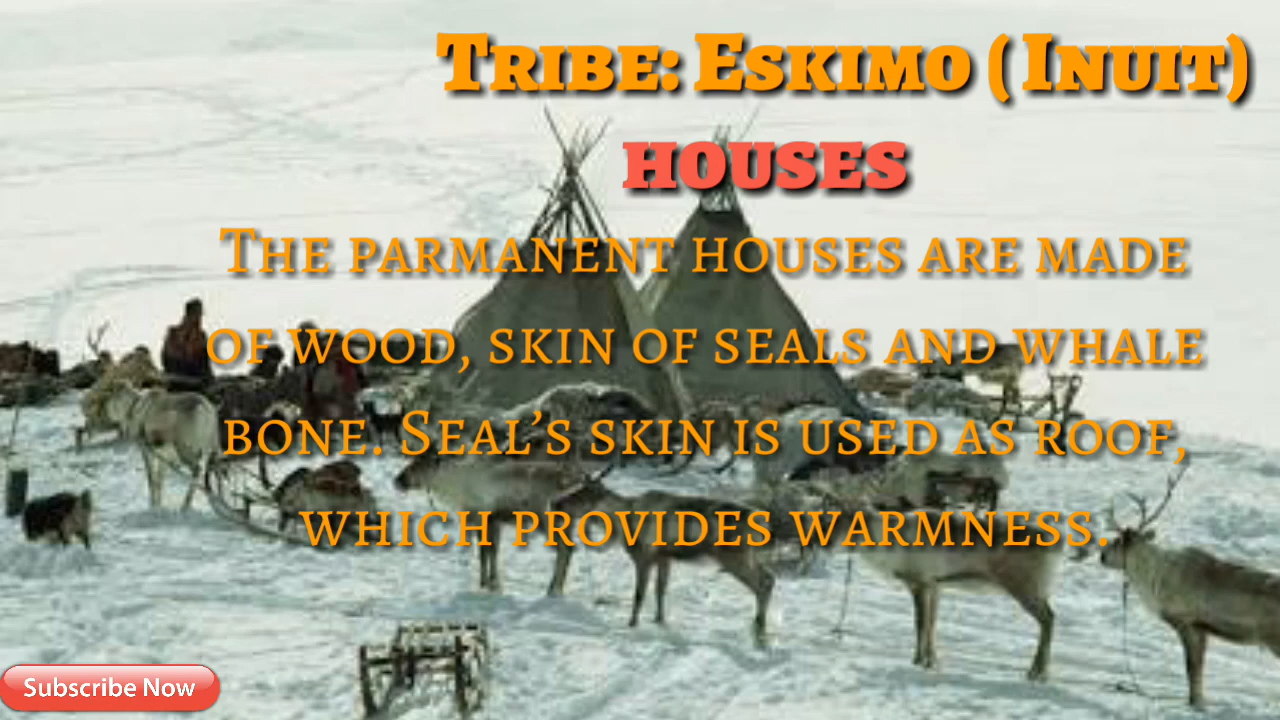 Tribe: Eskimo ( Inuit)
HOUSES
The parmanent houses are made
of wood, skin of seals and whale
bone. Seal’s skin is used as roof,
which provides warmness.
Subscribe Now